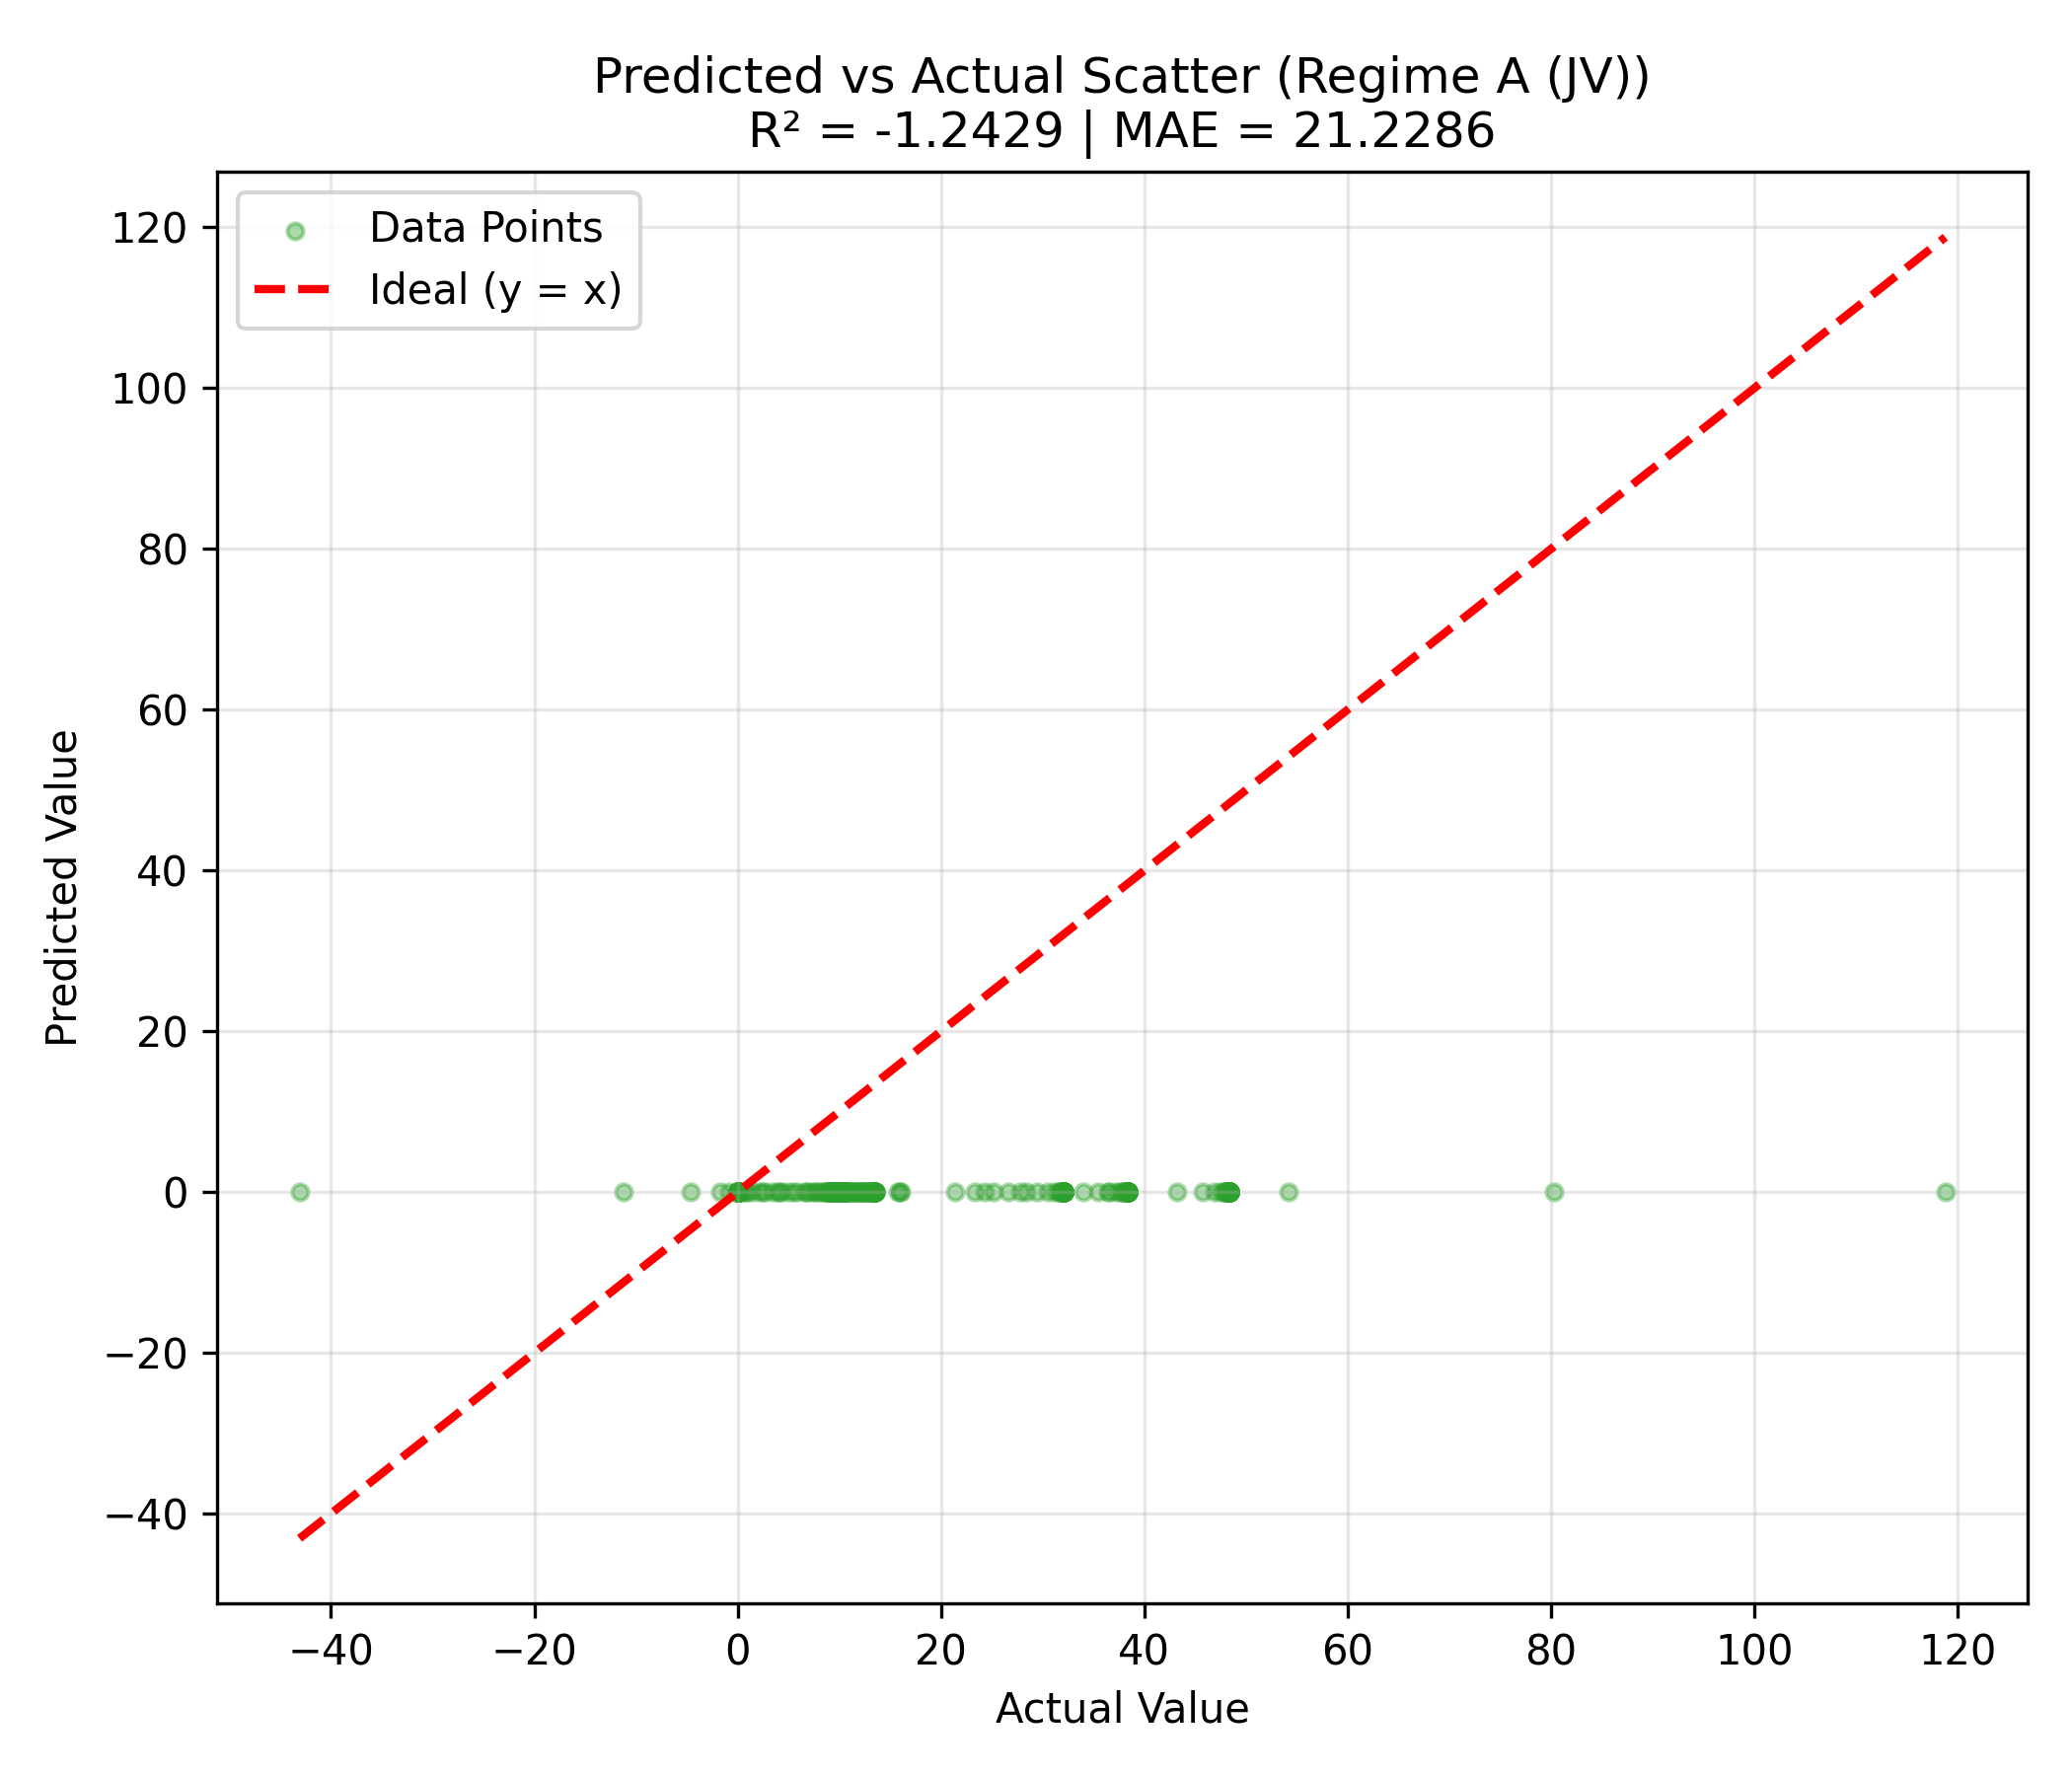 Predicted vs Actual Scatter (Regime A (JV))
R² = -1.2429 | MAE = 21.2286
Data Points
Ideal (y = x)
Predicted Value
120
100
80
60
40
20
0
−20
−40
−40 −20 0 20 40 60 80 100 120
Actual Value